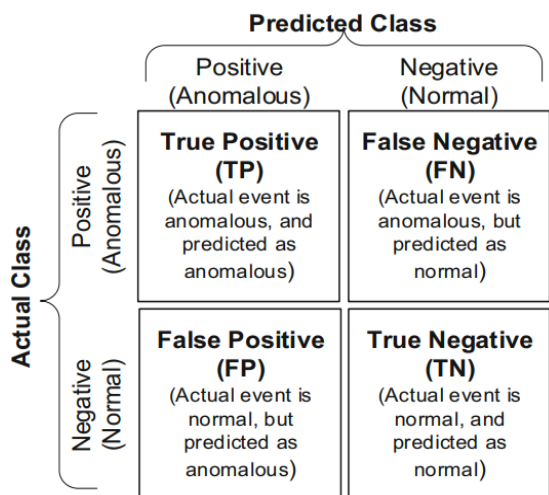 Predicted Class
Positive
(Anomalous)
Negative
(Normal)
Actual Class
Positive
(Anomalous)
True Positive
(TP)
(Actual event is
anomalous, and
predicted as
anomalous)
False Negative
(FN)
(Actual event is
anomalous, but
predicted as
normal)
Negative
(Normal)
False Positive
(FP)
(Actual event is
normal, but
predicted as
anomalous)
True Negative
(TN)
(Actual event is
normal, and
predicted as
normal)